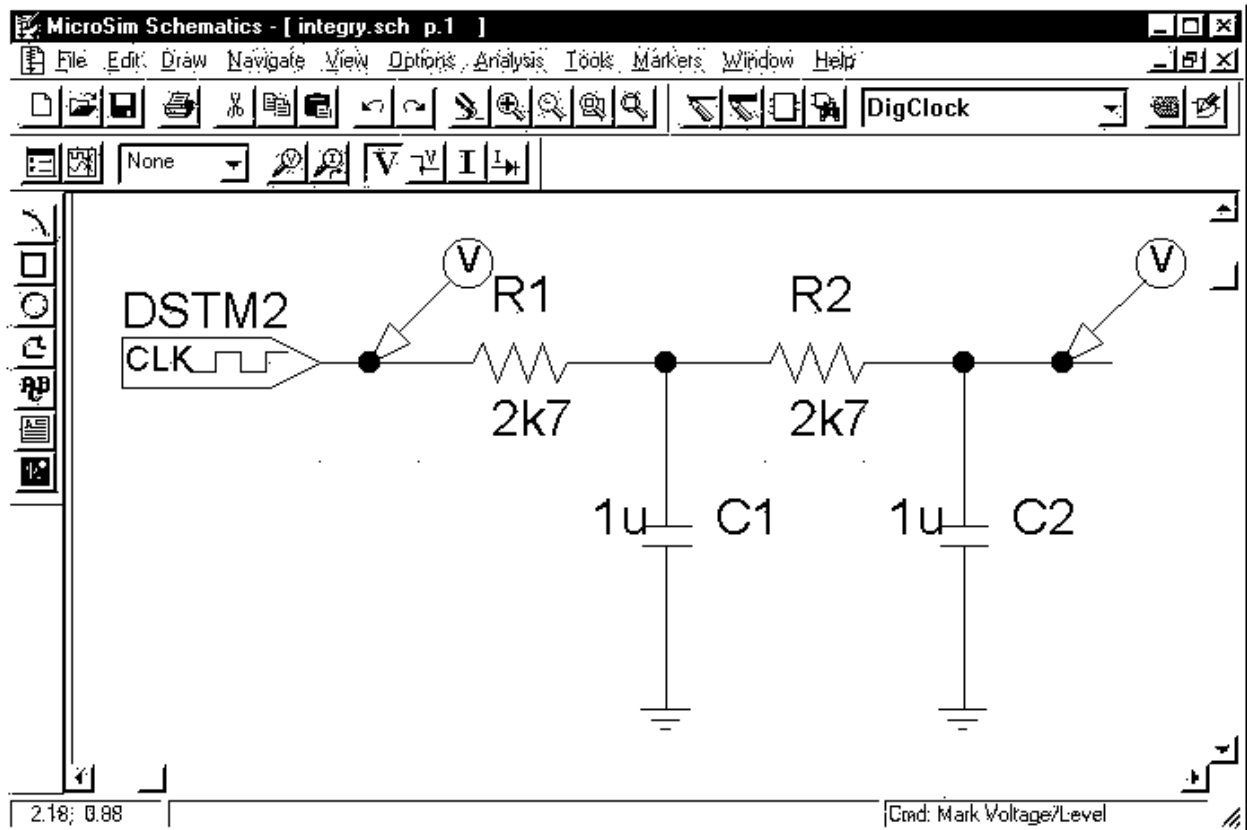 MicroSim Schematics - [ integry.sch p.1 ]
File Edit Draw Navigate View Options Analysis Tools Markers Window Help
DigClock
None V V I I
V V
R1 R2
DSTM2
CLK
2k7 2k7
1u C1 1u C2
2.18; 0.98 Cmd: Mark Voltage/Level